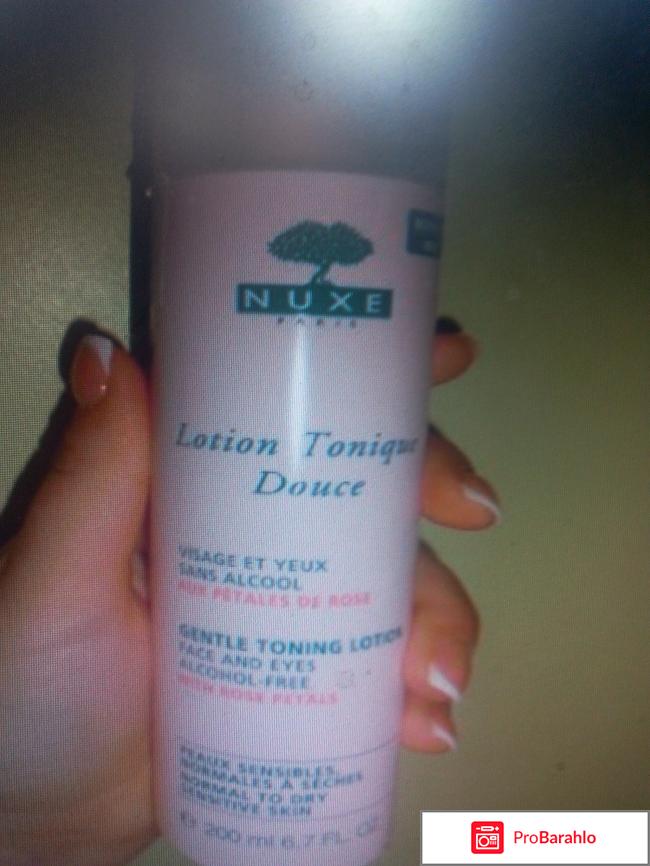 NUXE
PARIS
Lotion Tonique
Douce
VISAGE ET YEUX
SANS ALCOOL
AUX PÉTALES DE ROSE
GENTLE TONING LOTION
FACE AND EYES
ALCOHOL-FREE
WITH ROSE PETALS
PEAUX SENSIBLES,
NORMALES À SÈCHES
NORMAL TO DRY
SENSITIVE SKIN
200 ml 6.7 FL. OZ
ProBarahlo